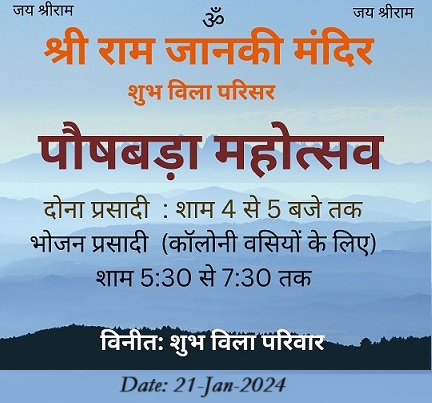 जय श्रीराम ॐ जय श्रीराम
श्री राम जानकी मंदिर
शुभ विला परिसर
पौषबड़ा महोत्सव
दोना प्रसादी : शाम 4 से 5 बजे तक
भोजन प्रसादी (कॉलोनी वसियों के लिए)
शाम 5:30 से 7:30 तक
विनीत: शुभ विला परिवार
Date: 21-Jan-2024